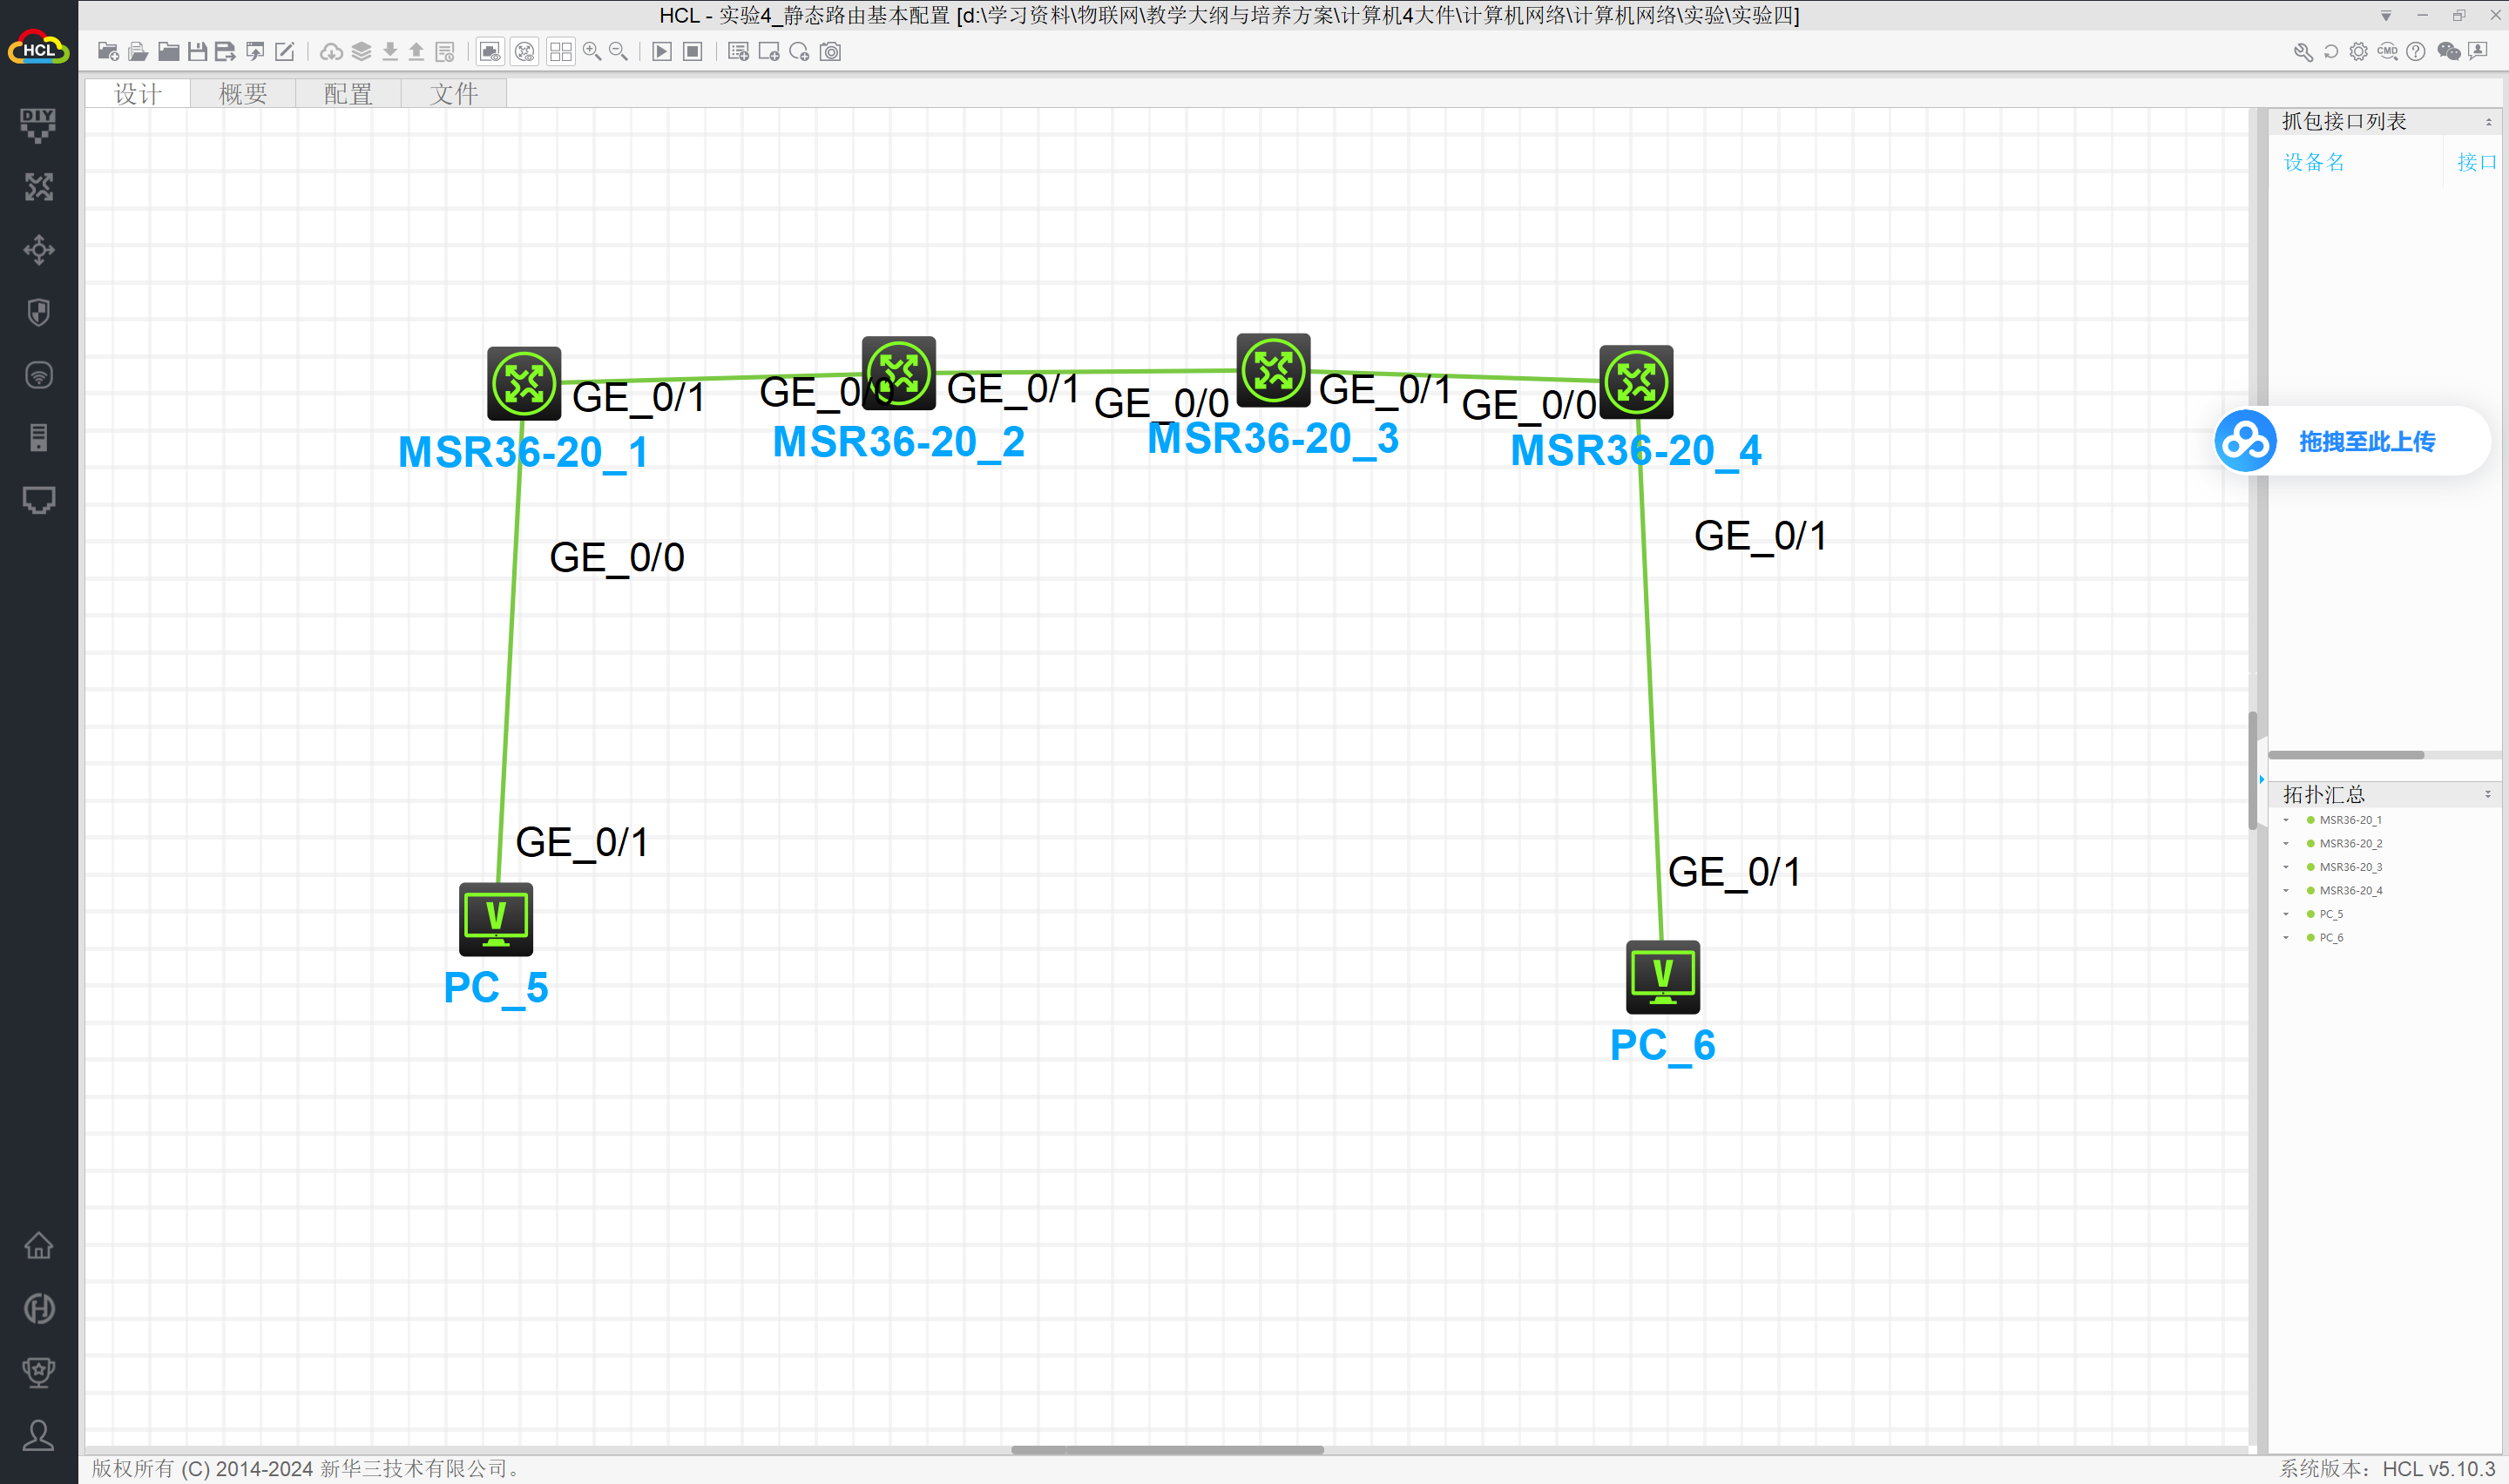 HCL - 实验4_静态路由基本配置 [d:\学习资料\物联网\教学大纲与培养方案\计算机4大件\计算机网络\计算机网络\实验\实验四]
HCL
CMD
设计 概要 配置 文件
DIY
抓包接口列表
设备名 接口
拖拽至此上传
GE_0/1 GE_0/0 GE_0/1 GE_0/0 GE_0/1 GE_0/0
MSR36-20_1 MSR36-20_2 MSR36-20_3 MSR36-20_4
GE_0/0
GE_0/1
GE_0/1
GE_0/1
V
PC_5
V
PC_6
拓扑汇总
MSR36-20_1
MSR36-20_2
MSR36-20_3
MSR36-20_4
PC_5
PC_6
版权所有 (C) 2014-2024 新华三技术有限公司。
系统版本：HCL v5.10.3